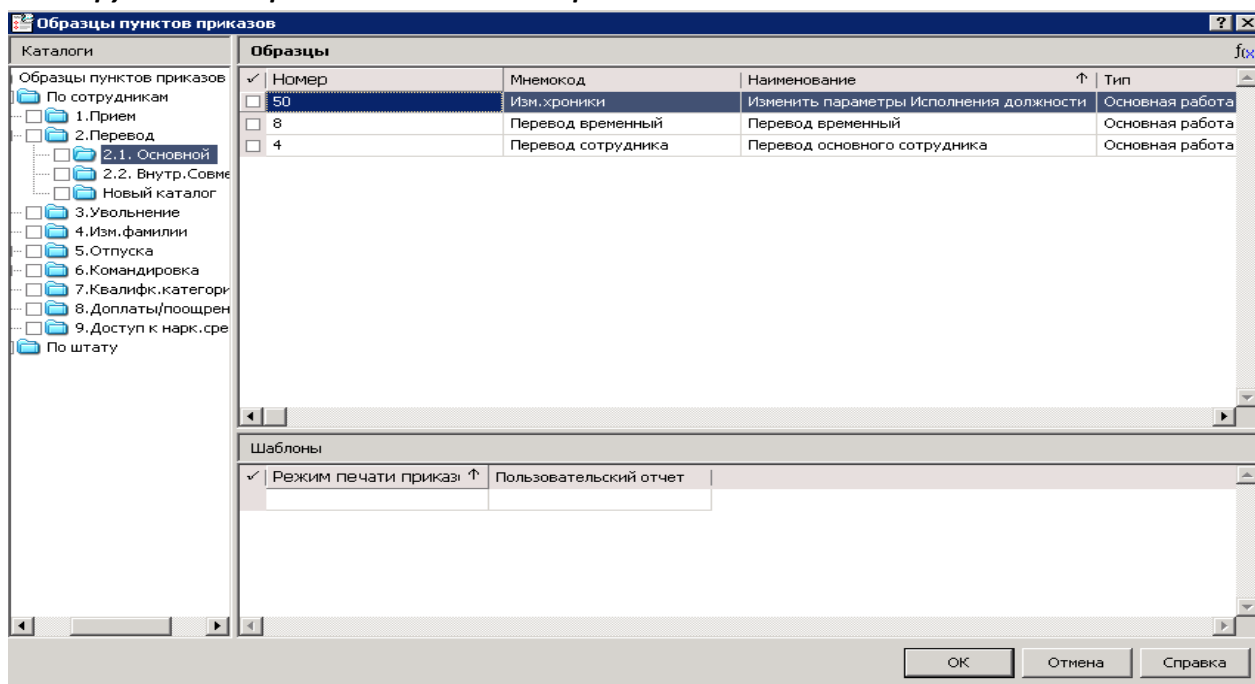 Образцы пунктов приказов
Каталоги
Образцы пунктов приказов
По сотрудникам
1.Прием
2.Перевод
2.1. Основной
2.2. Внутр.Совме
Новый каталог
3.Увольнение
4.Изм.фамилии
5.Отпуска
6.Командировка
7.Квалифк.категори
8.Доплаты/поощрен
9.Доступ к нарк.сре
По штату
Образцы
Номер Мнемокод Наименование Тип
50 Изм.хроники Изменить параметры Исполнения должности Основная работа
8 Перевод временный Перевод временный Основная работа
4 Перевод сотрудника Перевод основного сотрудника Основная работа
Шаблоны
Режим печати приказ Пользовательский отчет
ОК Отмена Справка